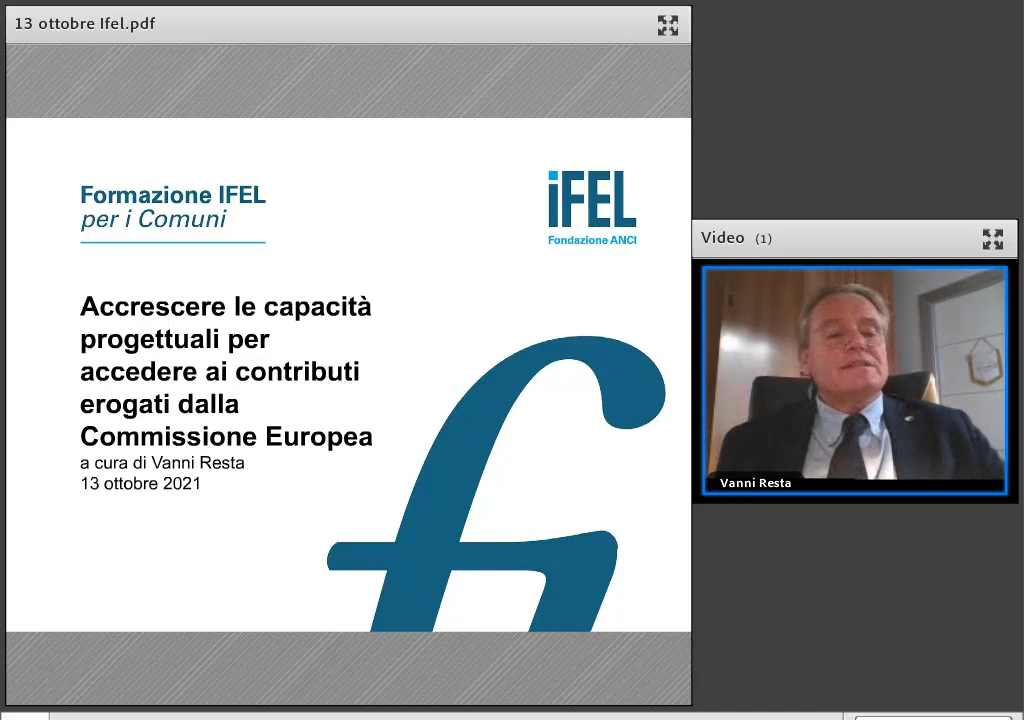 13 ottobre Ifel.pdf
Formazione IFEL
per i Comuni
iFEL
Fondazione ANCI
Accrescere le capacità
progettuali per
accedere ai contributi
erogati dalla
Commissione Europea
a cura di Vanni Resta
13 ottobre 2021
Video (1)
Vanni Resta